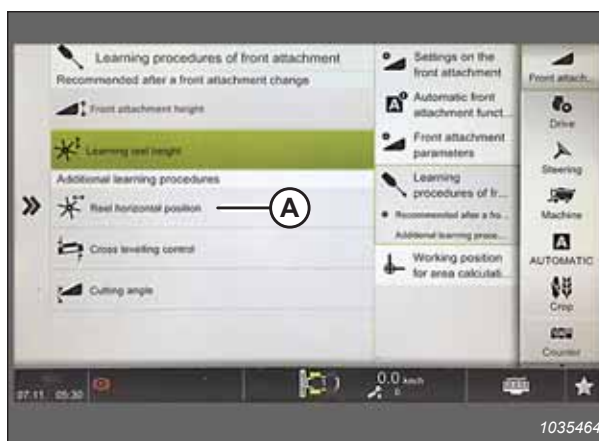 Learning procedures of front attachment
Recommended after a front attachment change
Front attachment height
Learning reel height
Additional learning procedures
Reel horizontal position
A
Cross levelling control
Cutting angle
Settings on the
front attachment
Automatic front
attachment funct...
Front attachment
parameters
Learning
procedures of fr...
Recommended after a fro...
Additional learning proce...
Working position
for area calculati...
Front attach...
Drive
Steering
Machine
A
AUTOMATIC
Crop
Counter
07.11. 05:30
0.0 km/h
0
1035464